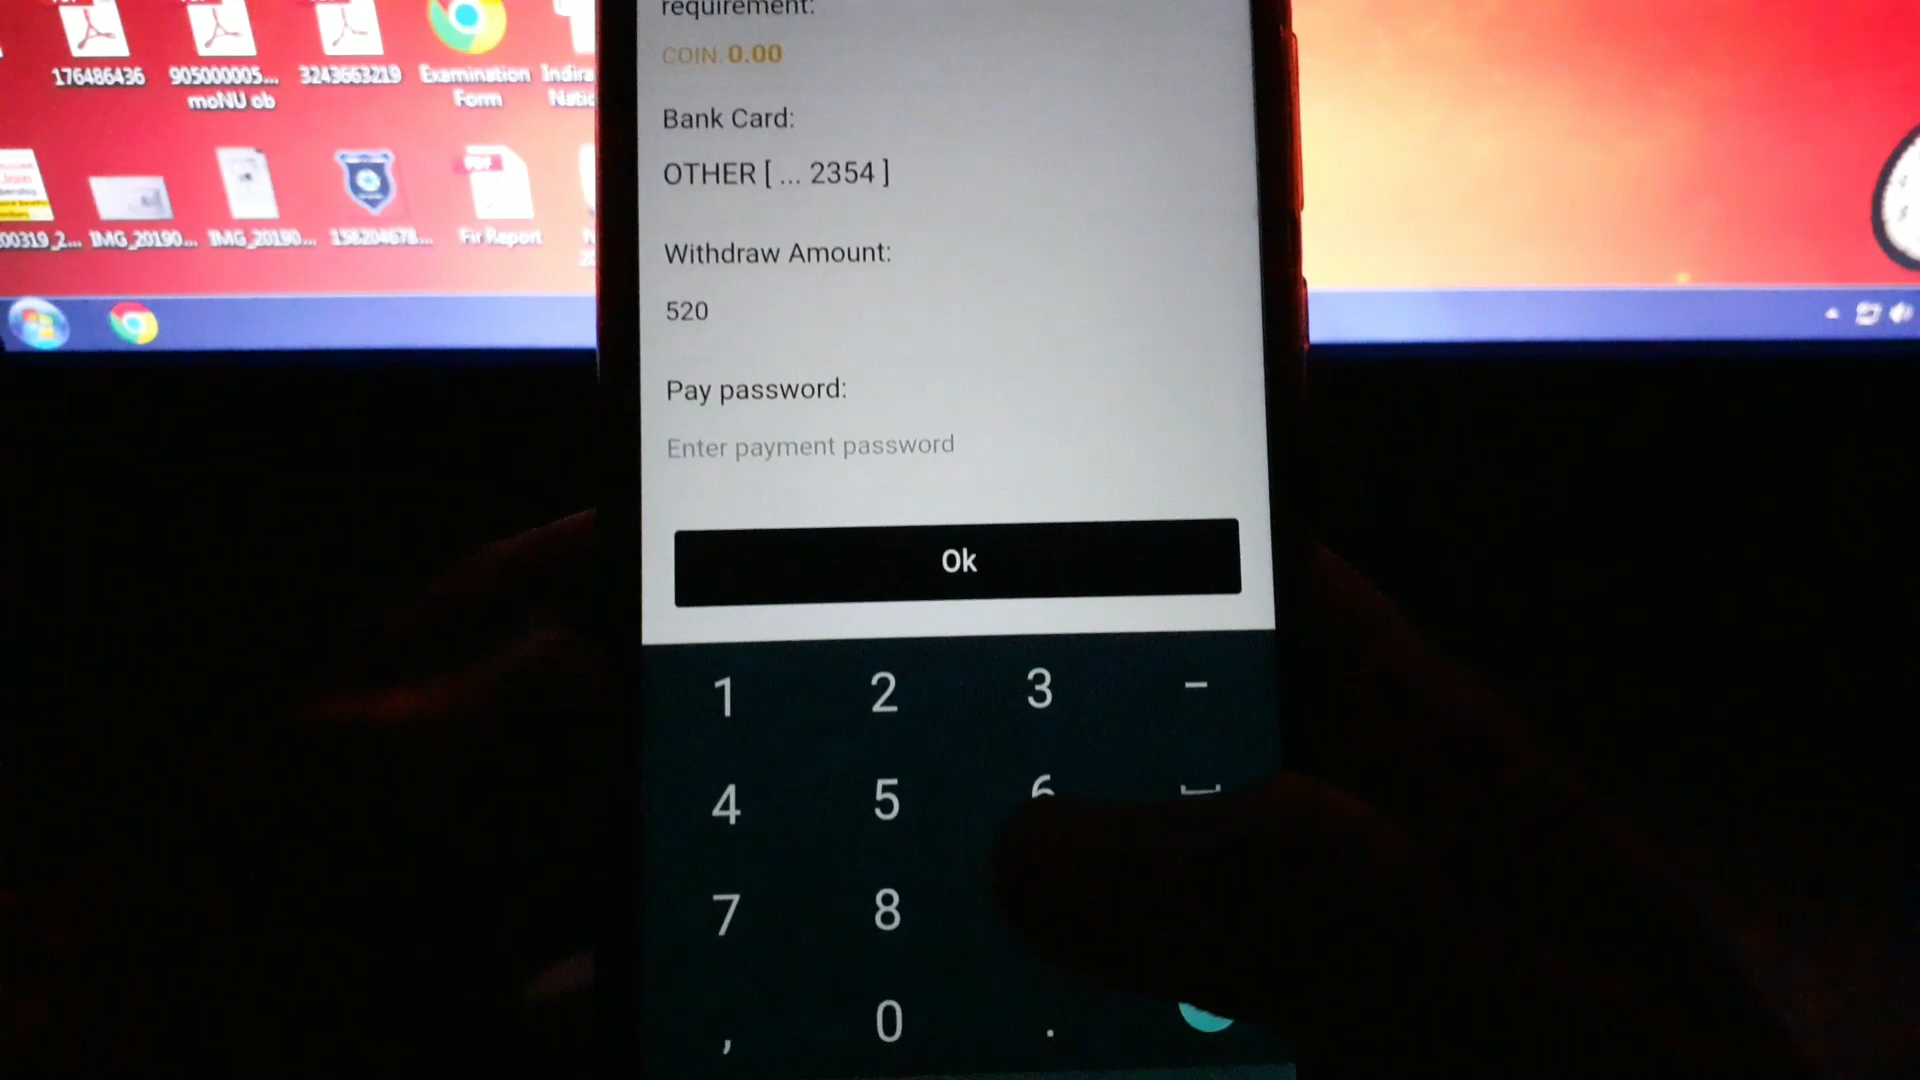 176486436
905000005...
moNU ob
3243663219
Examination
Form
00319_2...
IMG_20190...
IMG_20190...
Fir Report
requirement:
COIN: 0.00
Bank Card:
OTHER [ ... 2354 ]
Withdraw Amount:
520
Pay password:
Enter payment password
Ok
1 2 3 -
4 5 6
7 8
, 0 .